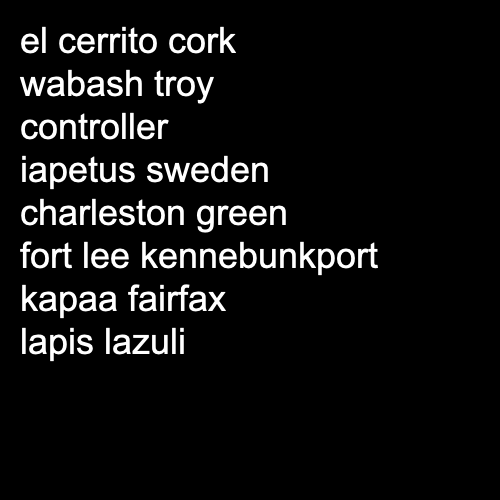 el cerrito cork
wabash troy
controller
iapetus sweden
charleston green
fort lee kennebunkport
kapaa fairfax
lapis lazuli